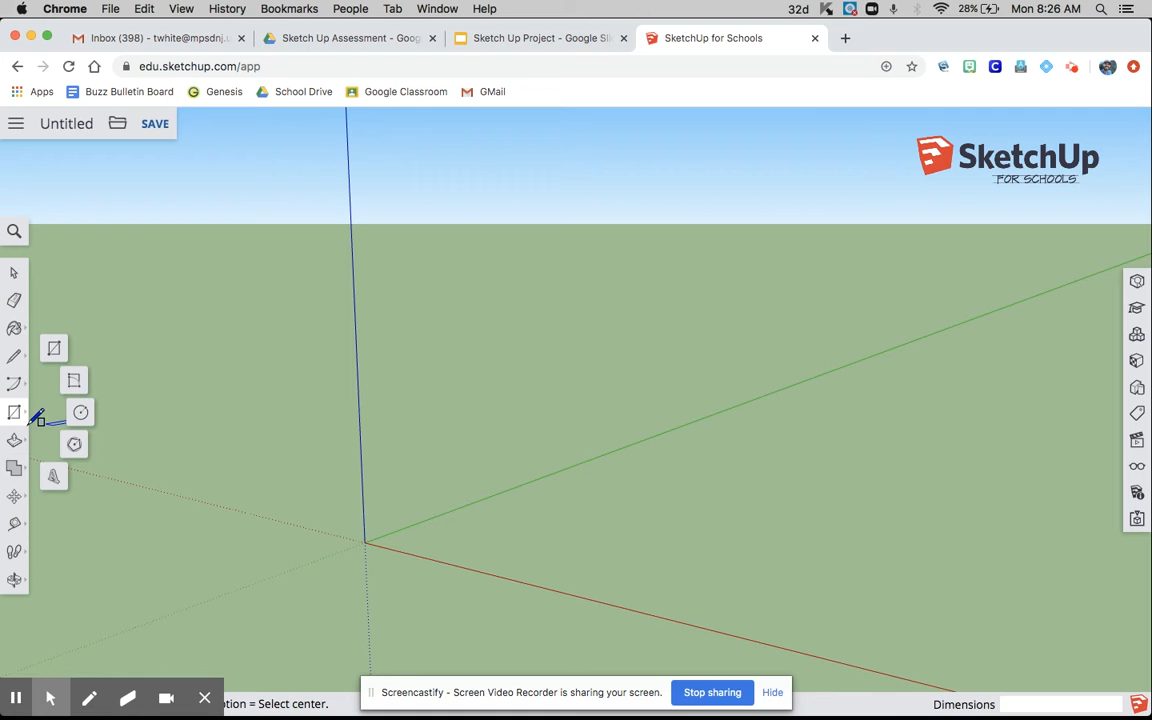 Chrome File Edit View History Bookmarks People Tab Window Help 32d 28% Mon 8:26 AM
Inbox (398) - twhite@mpsdnj. Sketch Up Assessment - Goog Sketch Up Project - Google Sli SketchUp for Schools
edu.sketchup.com/app
Apps Buzz Bulletin Board Genesis School Drive Google Classroom GMail
Untitled SAVE
SketchUp
FOR SCHOOLS
Screencastify - Screen Video Recorder is sharing your screen. Stop sharing Hide
tion = Select center. Dimensions